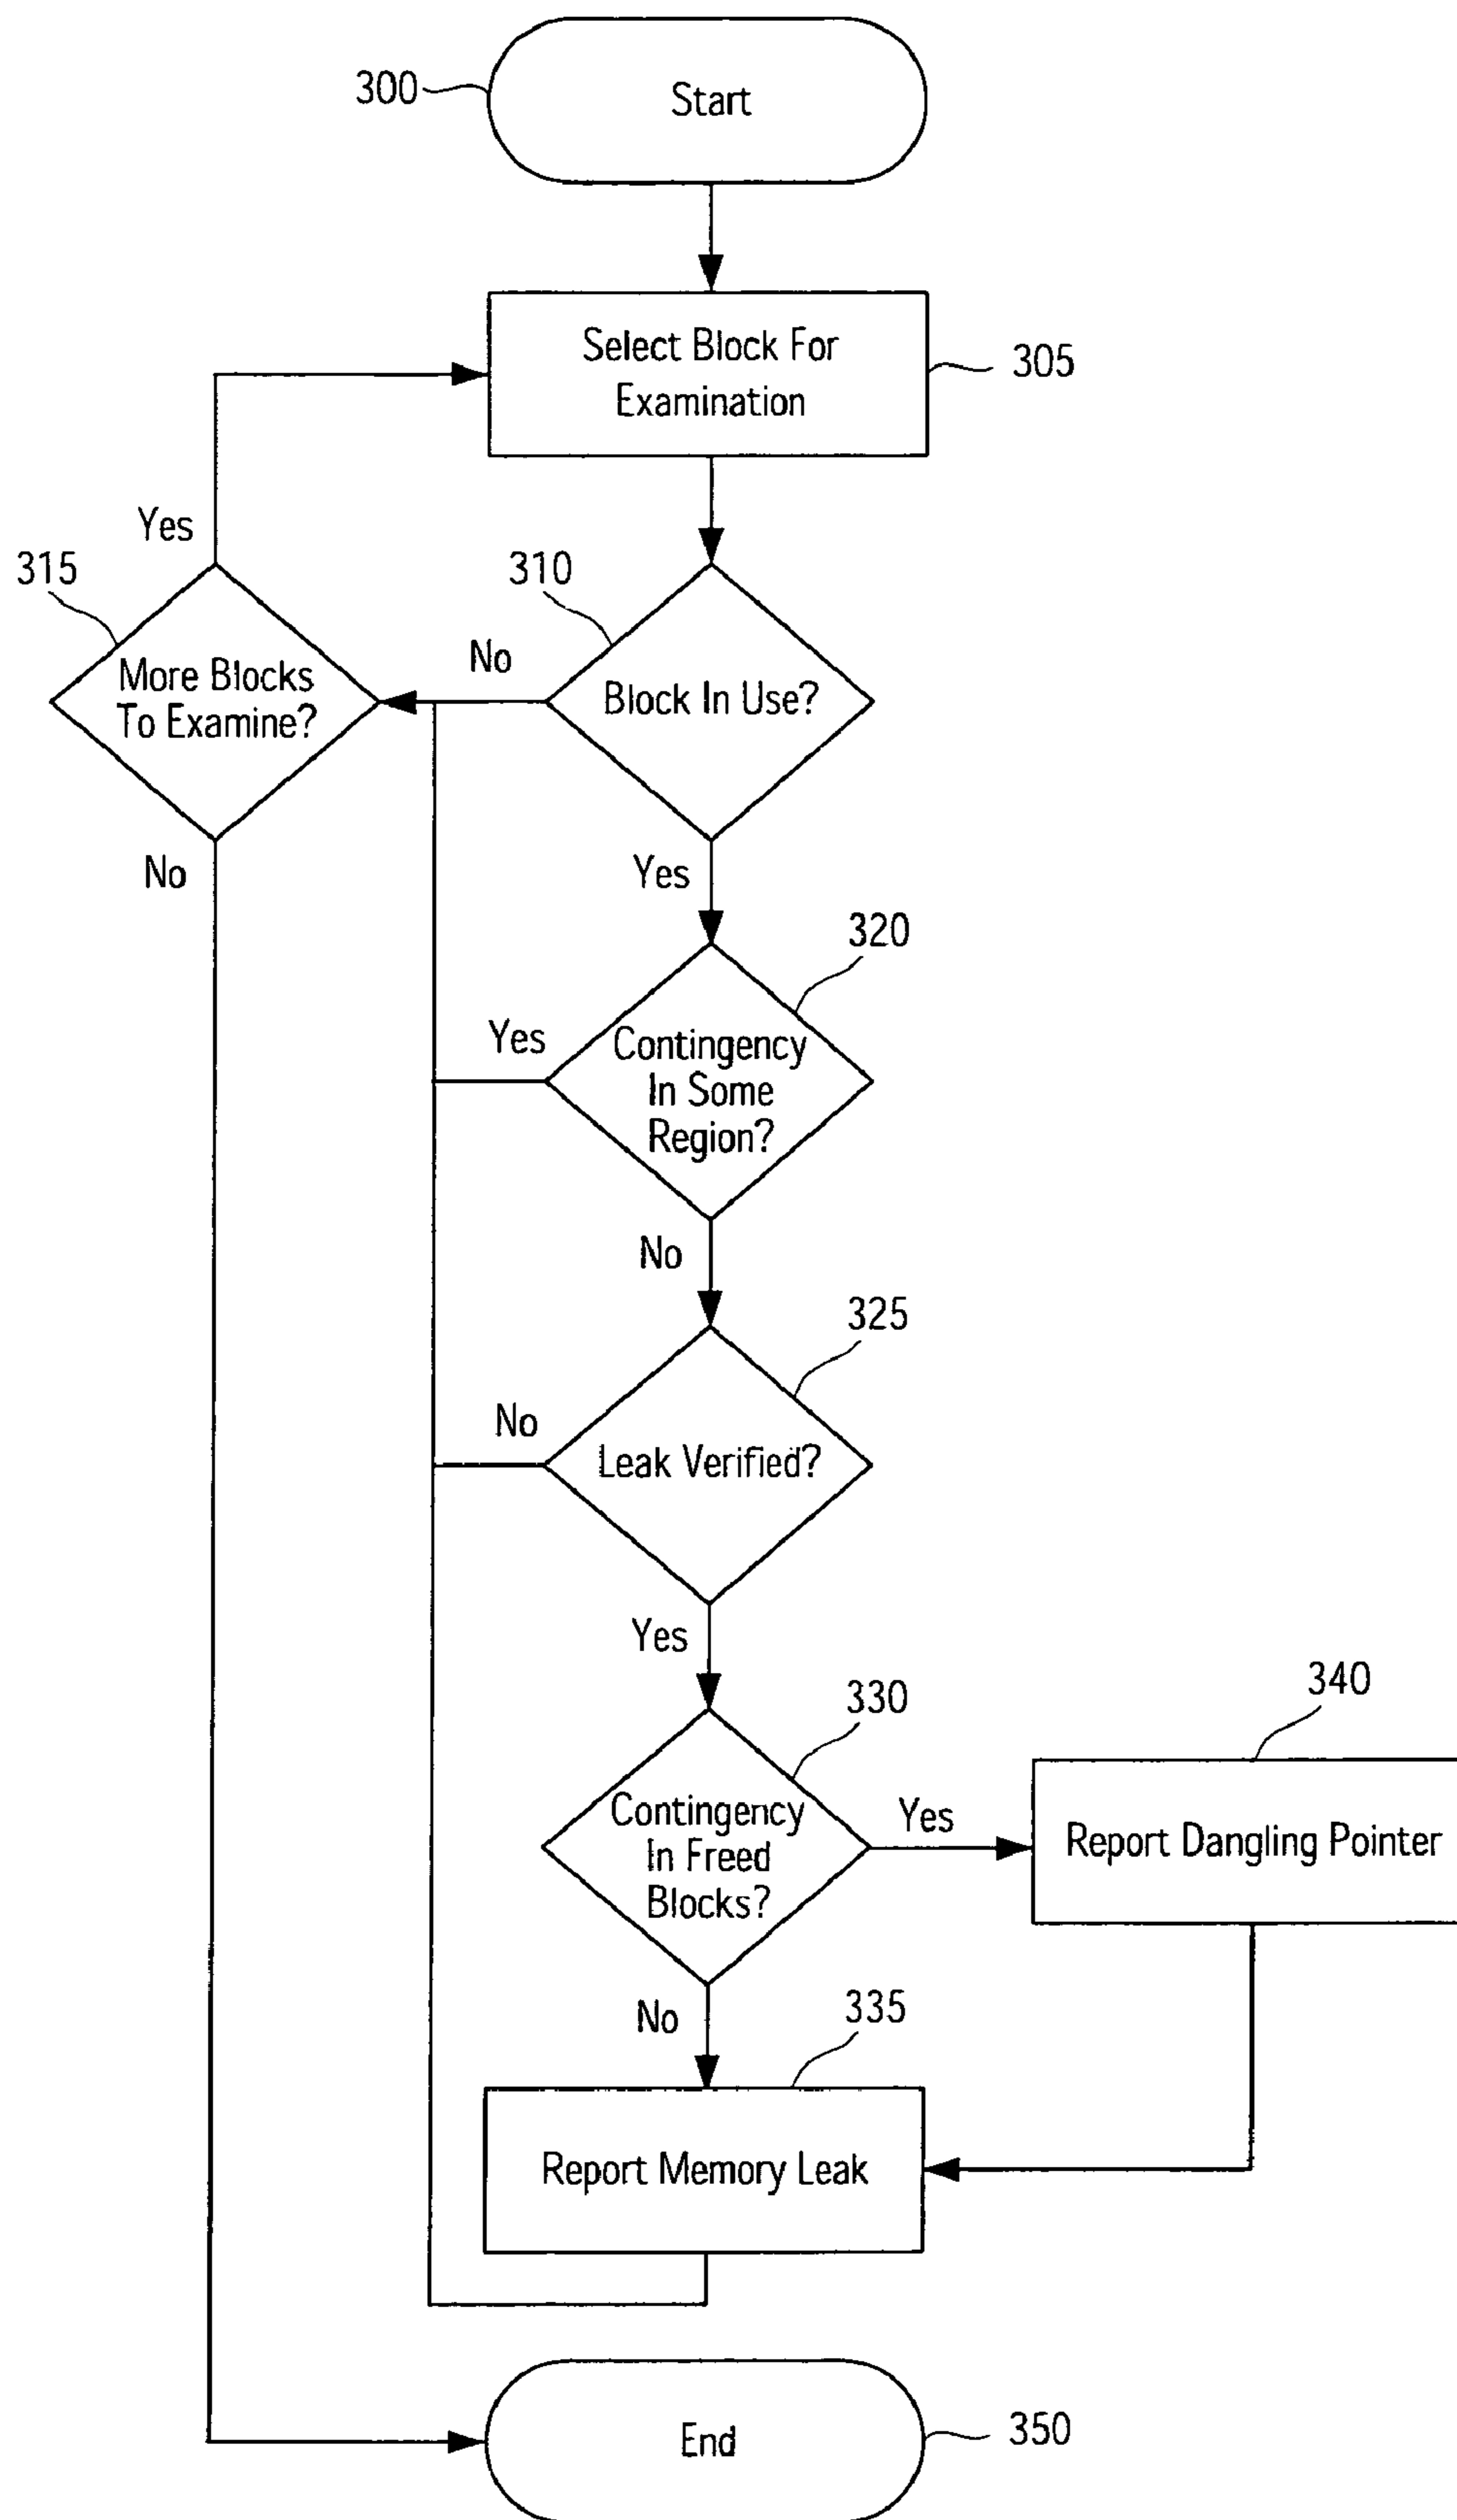 300
Start
Select Block For
Examination
305
Yes
315
310
More Blocks
To Examine?
No
Block In Use?
No
Yes
320
Yes
Contingency
In Some
Region?
No
325
No
Leak Verified?
Yes
330
340
Contingency
In Freed
Blocks?
Yes
Report Dangling Pointer
No
335
Report Memory Leak
End
350